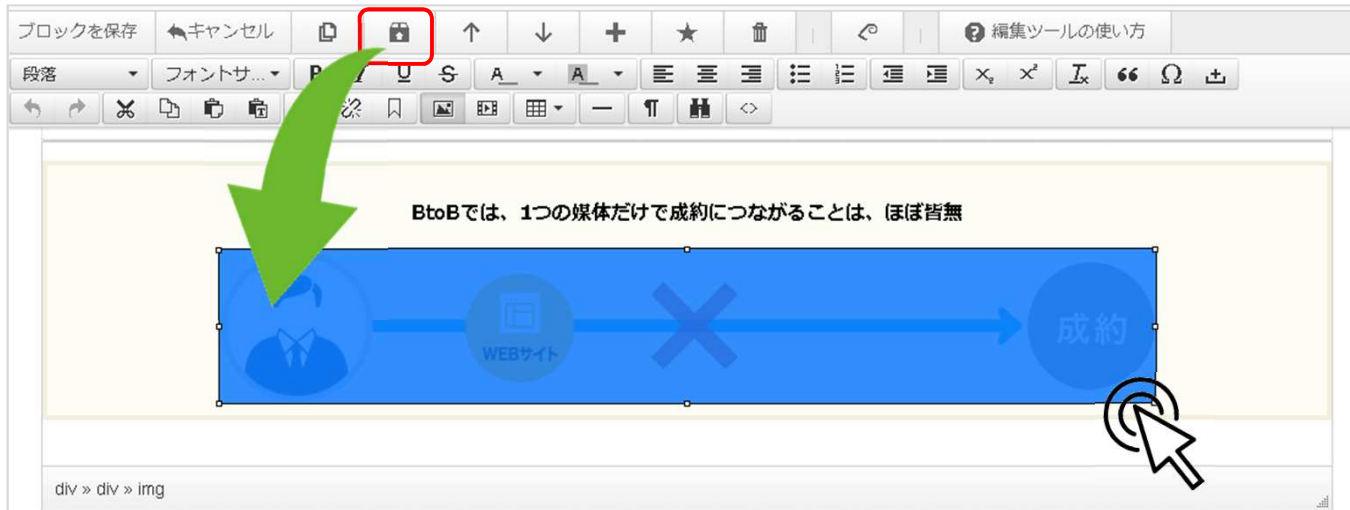 ブロックを保存 キャンセル 編集ツールの使い方
段落 フォントサ... B I U S A A X₂ X² Tx Ω
¶
BtoBでは、1つの媒体だけで成約につながることは、ほぼ皆無
WEBサイト
成約
div » div » img